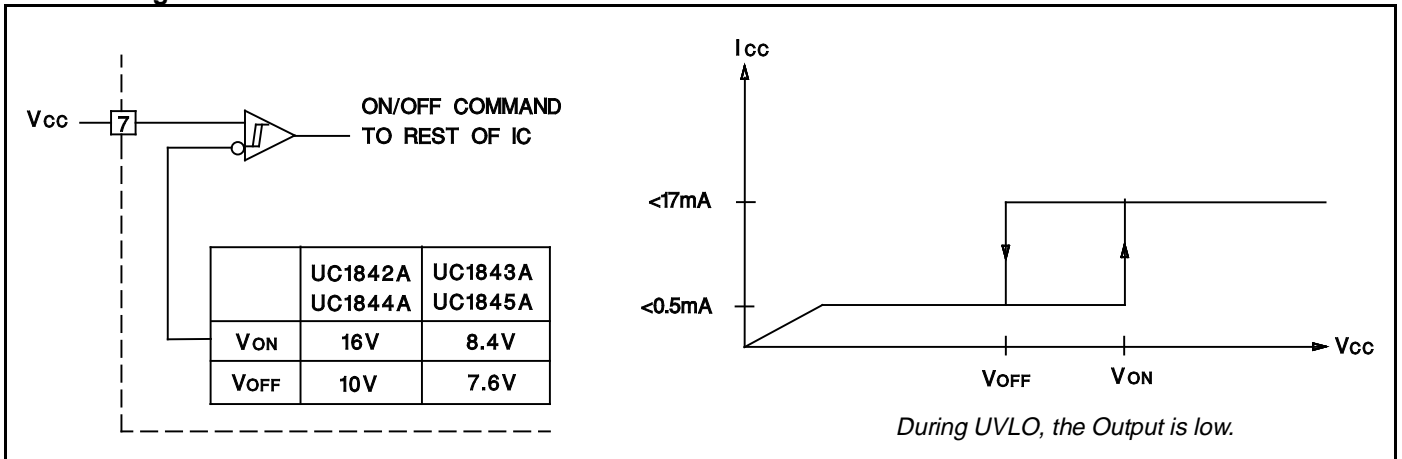 Vcc
7
ON/OFF COMMAND
TO REST OF IC
UC1842A UC1843A
UC1844A UC1845A
VON 16V 8.4V
VOFF 10V 7.6V
Icc
<17mA
<0.5mA
Vcc
VOFF VON
During UVLO, the Output is low.